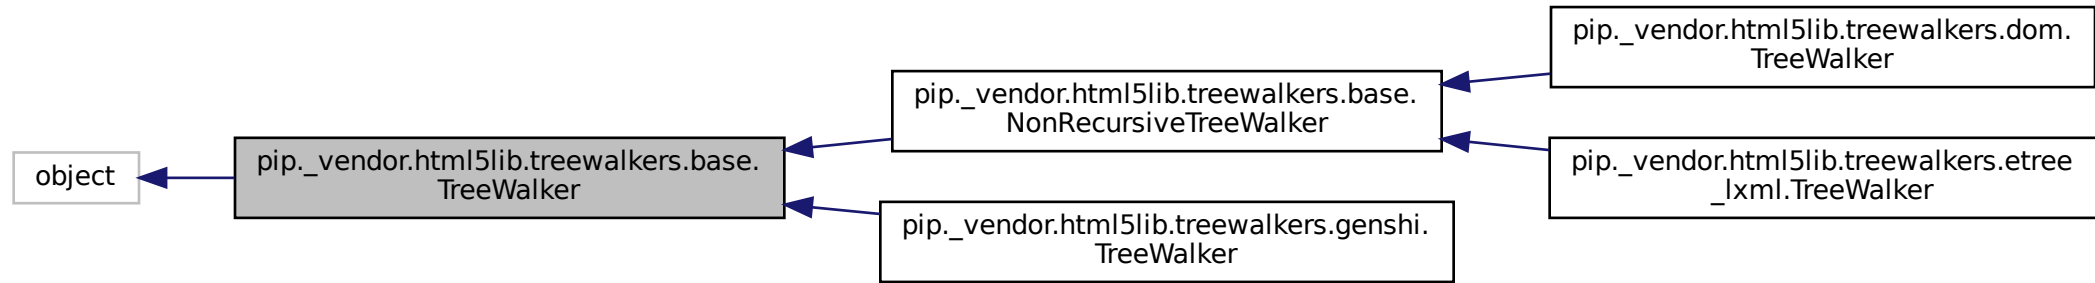 object
pip._vendor.html5lib.treewalkers.base.
TreeWalker
pip._vendor.html5lib.treewalkers.base.
NonRecursiveTreeWalker
pip._vendor.html5lib.treewalkers.genshi.
TreeWalker
pip._vendor.html5lib.treewalkers.dom.
TreeWalker
pip._vendor.html5lib.treewalkers.etree
_lxml.TreeWalker